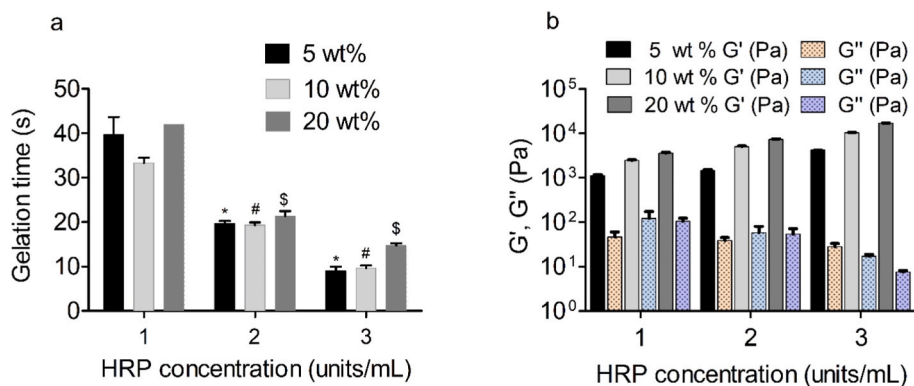 a
5 wt%
10 wt%
20 wt%
Gelation time (s)
50
40
30
20
10
0
* # $
* # $
1 2 3
HRP concentration (units/mL)
b
5 wt % G' (Pa) G'' (Pa)
10 wt % G' (Pa) G'' (Pa)
20 wt % G' (Pa) G'' (Pa)
G', G'' (Pa)
10⁵
10⁴
10³
10²
10¹
10⁰
1 2 3
HRP concentration (units/mL)